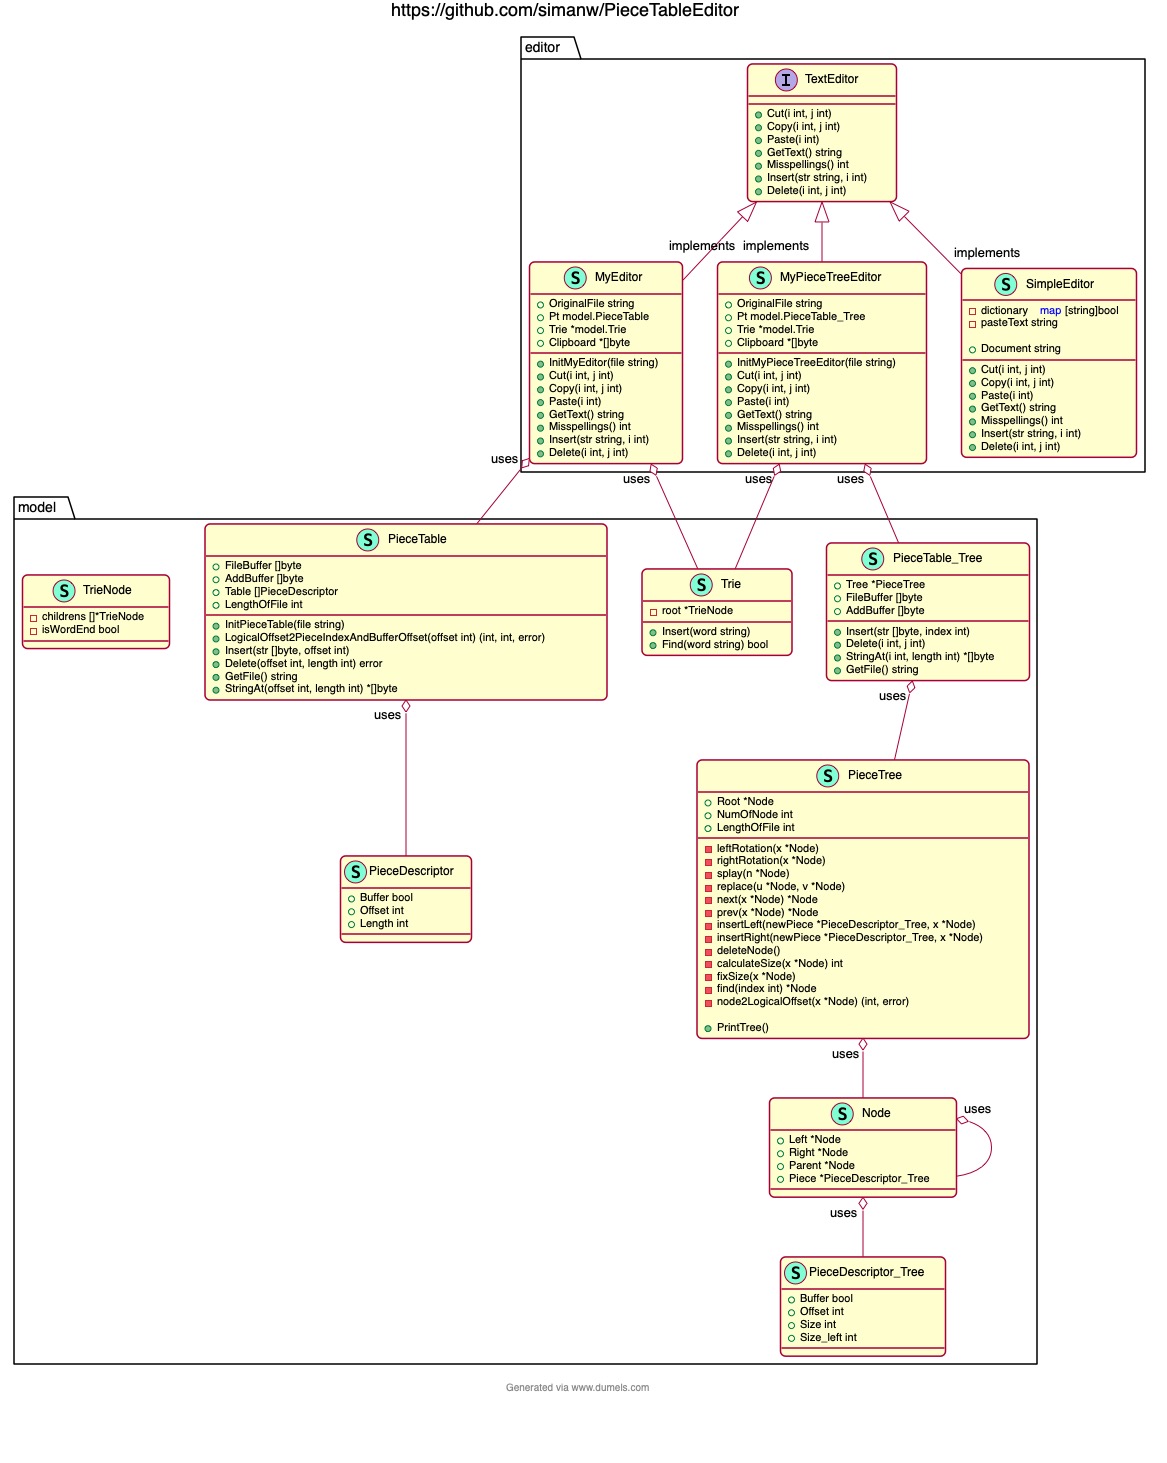 https://github.com/simanw/PieceTableEditor
editor
I TextEditor
Cut(i int, j int)
Copy(i int, j int)
Paste(i int)
GetText() string
Misspellings() int
Insert(str string, i int)
Delete(i int, j int)
implements
implements
implements
S MyEditor
OriginalFile string
Pt model.PieceTable
Trie *model.Trie
Clipboard *[]byte
InitMyEditor(file string)
Cut(i int, j int)
Copy(i int, j int)
Paste(i int)
GetText() string
Misspellings() int
Insert(str string, i int)
Delete(i int, j int)
S MyPieceTreeEditor
OriginalFile string
Pt model.PieceTable_Tree
Trie *model.Trie
Clipboard *[]byte
InitMyPieceTreeEditor(file string)
Cut(i int, j int)
Copy(i int, j int)
Paste(i int)
GetText() string
Misspellings() int
Insert(str string, i int)
Delete(i int, j int)
S SimpleEditor
dictionary map [string]bool
pasteText string
Document string
Cut(i int, j int)
Copy(i int, j int)
Paste(i int)
GetText() string
Misspellings() int
Insert(str string, i int)
Delete(i int, j int)
uses
uses
uses
uses
model
S TrieNode
childrens []*TrieNode
isWordEnd bool
S PieceTable
FileBuffer []byte
AddBuffer []byte
Table []PieceDescriptor
LengthOfFile int
InitPieceTable(file string)
LogicalOffset2PieceIndexAndBufferOffset(offset int) (int, int, error)
Insert(str []byte, offset int)
Delete(offset int, length int) error
GetFile() string
StringAt(offset int, length int) *[]byte
S Trie
root *TrieNode
Insert(word string)
Find(word string) bool
S PieceTable_Tree
Tree *PieceTree
FileBuffer []byte
AddBuffer []byte
Insert(str []byte, index int)
Delete(i int, j int)
StringAt(i int, length int) *[]byte
GetFile() string
uses
uses
S PieceTree
Root *Node
NumOfNode int
LengthOfFile int
leftRotation(x *Node)
rightRotation(x *Node)
splay(n *Node)
replace(u *Node, v *Node)
next(x *Node) *Node
prev(x *Node) *Node
insertLeft(newPiece *PieceDescriptor_Tree, x *Node)
insertRight(newPiece *PieceDescriptor_Tree, x *Node)
deleteNode()
calculateSize(x *Node) int
fixSize(x *Node)
find(index int) *Node
node2LogicalOffset(x *Node) (int, error)
PrintTree()
S PieceDescriptor
Buffer bool
Offset int
Length int
uses
S Node
Left *Node
Right *Node
Parent *Node
Piece *PieceDescriptor_Tree
uses
uses
S PieceDescriptor_Tree
Buffer bool
Offset int
Size int
Size_left int
Generated via www.dumels.com